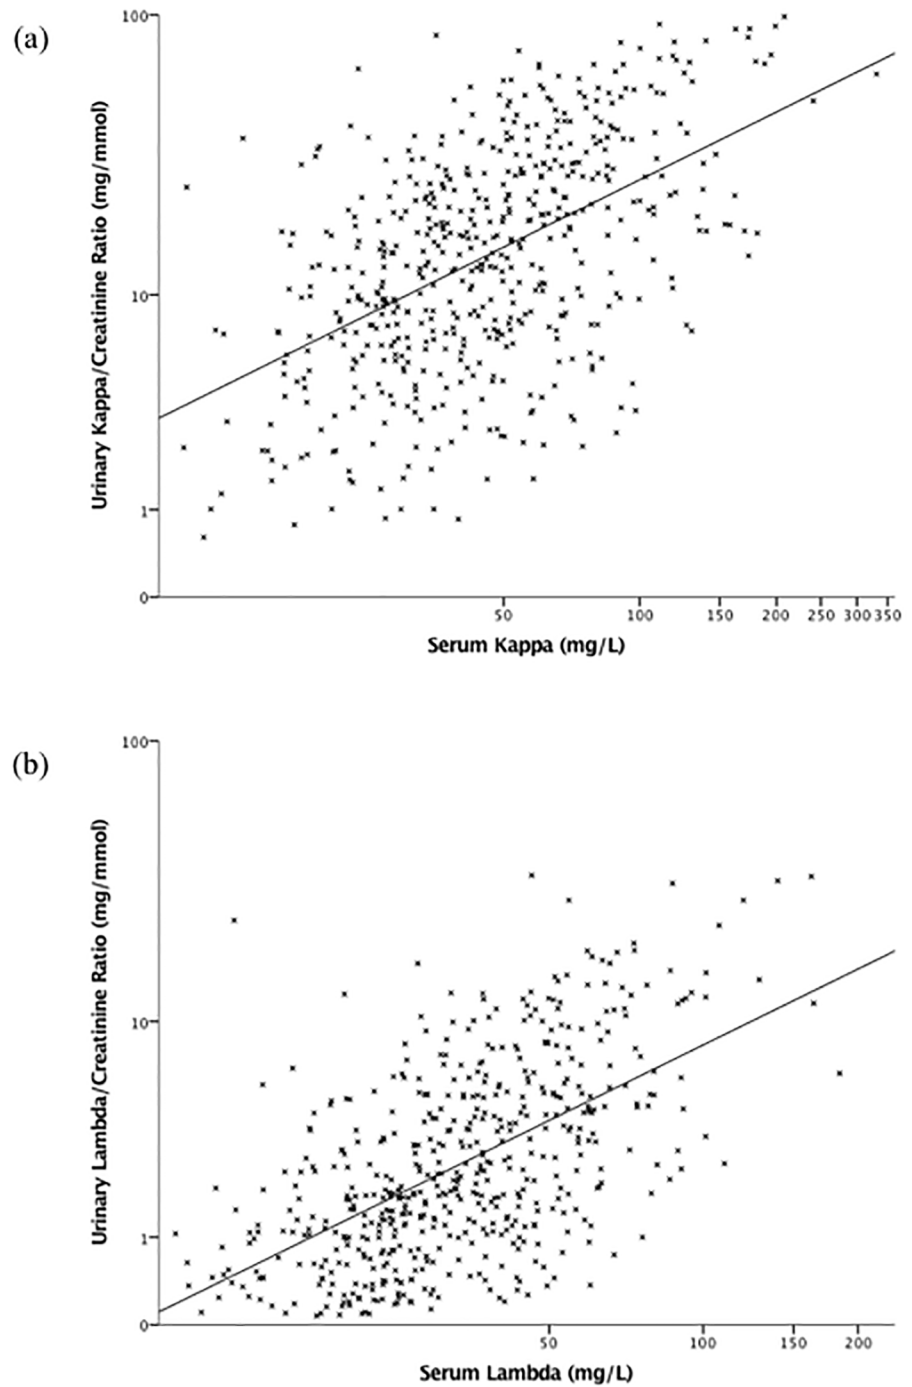 (a)
Urinary Kappa/Creatinine Ratio (mg/mmol)
100
10
1
0
50 100 150 200 250 300 350
Serum Kappa (mg/L)
(b)
Urinary Lambda/Creatinine Ratio (mg/mmol)
100
10
1
0
50 100 150 200
Serum Lambda (mg/L)